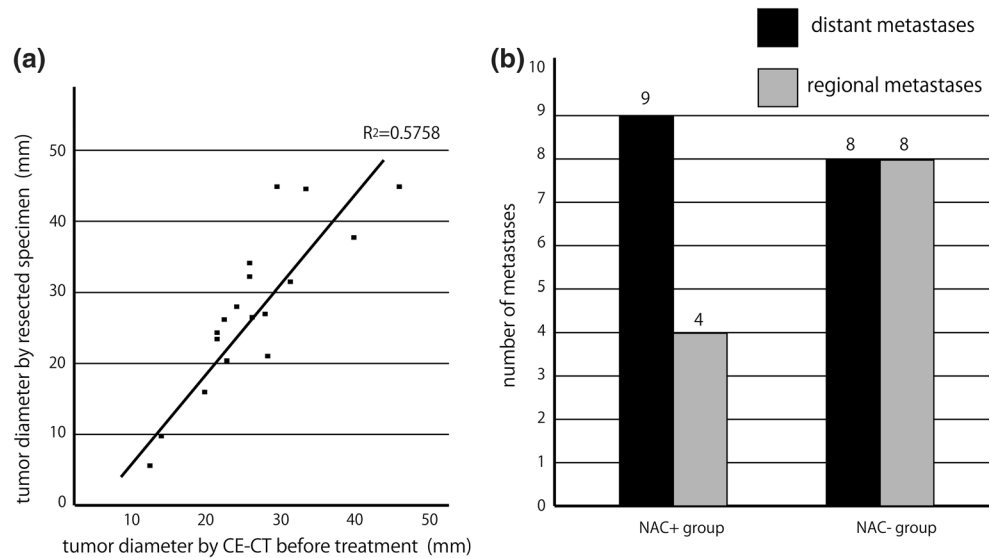 (a)
R2=0.5758
tumor diameter by resected specimen (mm)
50
40
30
20
10
0
10 20 30 40 50
tumor diameter by CE-CT before treatment (mm)
(b)
distant metastases
regional metastases
number of metastases
10
9
8
7
6
5
4
3
2
1
0
9
4
8 8
NAC+ group NAC- group